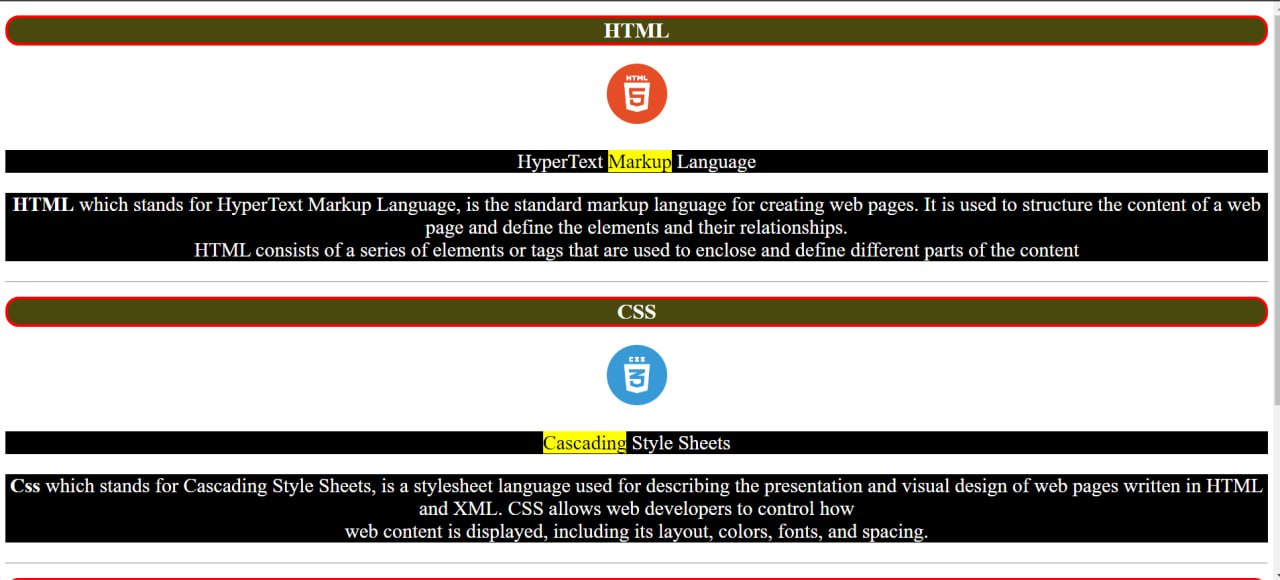 HTML
HTML
5
HyperText Markup Language
HTML which stands for HyperText Markup Language, is the standard markup language for creating web pages. It is used to structure the content of a web
page and define the elements and their relationships.
HTML consists of a series of elements or tags that are used to enclose and define different parts of the content
CSS
CSS
3
Cascading Style Sheets
Css which stands for Cascading Style Sheets, is a stylesheet language used for describing the presentation and visual design of web pages written in HTML
and XML. CSS allows web developers to control how
web content is displayed, including its layout, colors, fonts, and spacing.